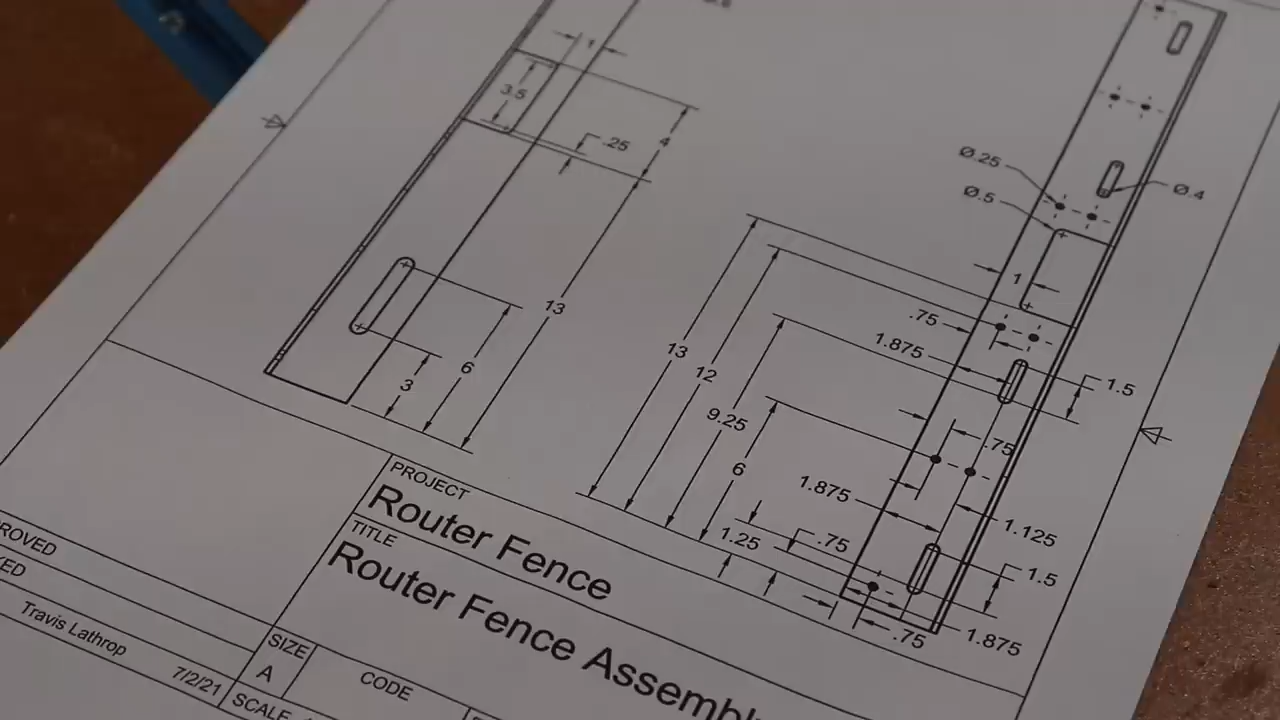 1
3.5
.25
4
13
6
3
Ø.25
Ø.5
Ø.4
1
.75
1.875
13
12
9.25
6
1.5
.75
1.875
1.125
.75
1.25
1.5
1.875
.75
PROJECT
Router Fence
TITLE
Router Fence Assembl
ROVED
KED
Travis Lathrop
7/2/21
SIZE
A
CODE
SCALE